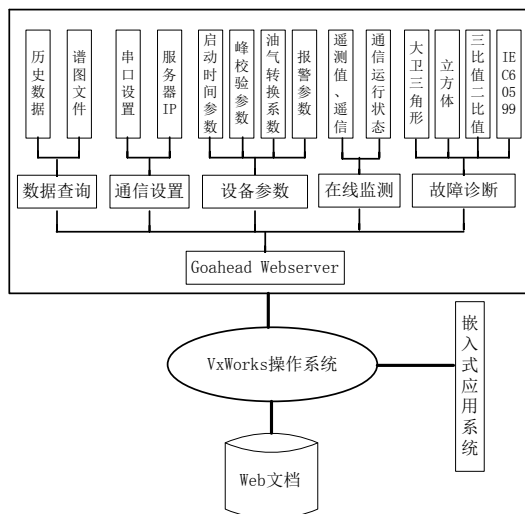 历史数据
谱图文件
串口设置
服务器IP
启动时间参数
峰校验参数
油气转换系数
报警参数
遥测值、遥信
通信运行状态
大卫三角形
立方体
三比值二比值
IEC60599
数据查询
通信设置
设备参数
在线监测
故障诊断
Goahead Webserver
VxWorks操作系统
嵌入式应用系统
Web文档